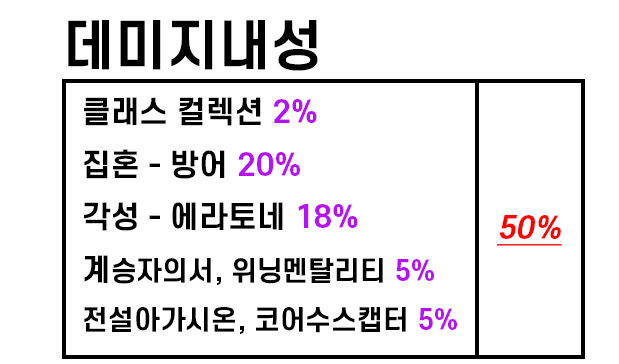 데미지내성
클래스 컬렉션 2%
집혼 - 방어 20%
각성 - 에라토네 18%
50%
계승자의서, 위닝멘탈리티 5%
전설아가시온, 코어수스캡터 5%